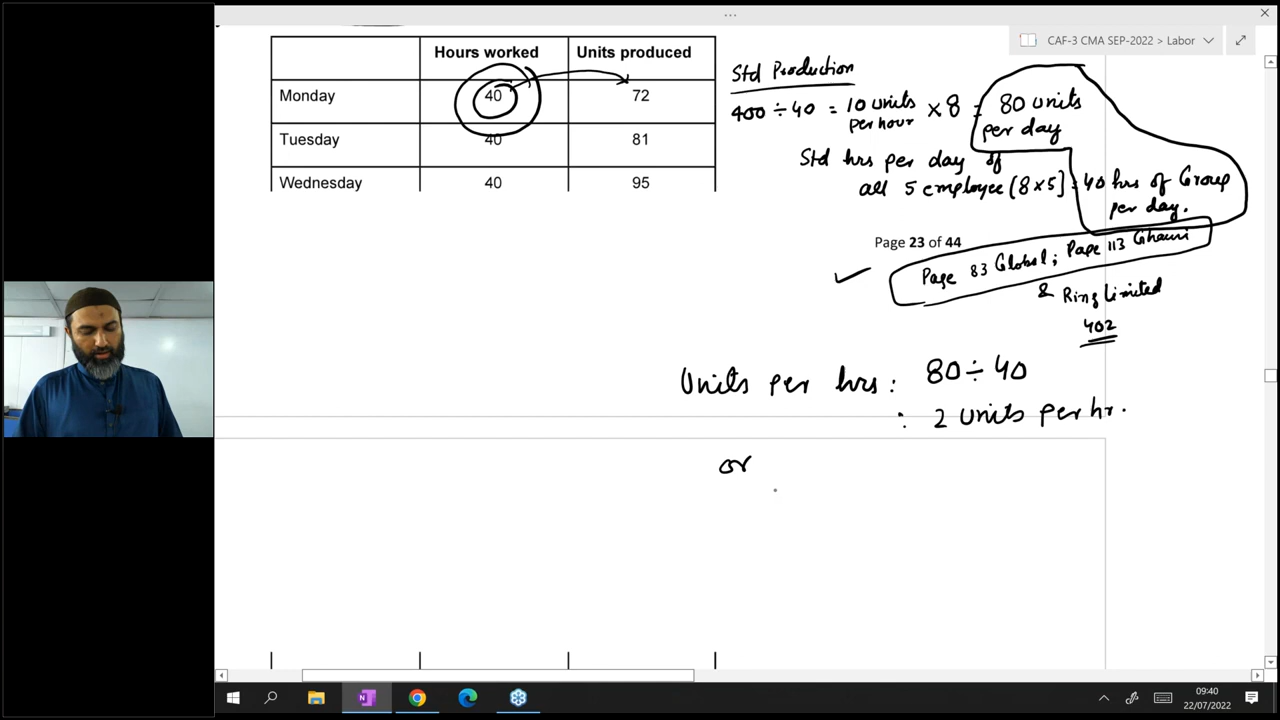 CAF-3 CMA SEP-2022 > Labor
Hours worked Units produced
Monday 40 72
Tuesday 40 81
Wednesday 40 95
Std Production
400 ÷ 40 = 10 units per hour × 8 = 80 units per day
Std hrs per day of
all 5 employee (8 x 5) = 40 hrs of Group
per day.
Page 23 of 44
Page 83 Global; Page 113 Ghauri
& Ring Limited
402
Units per hrs: 80 ÷ 40
: 2 units per hr.
or
09:40
22/07/2022